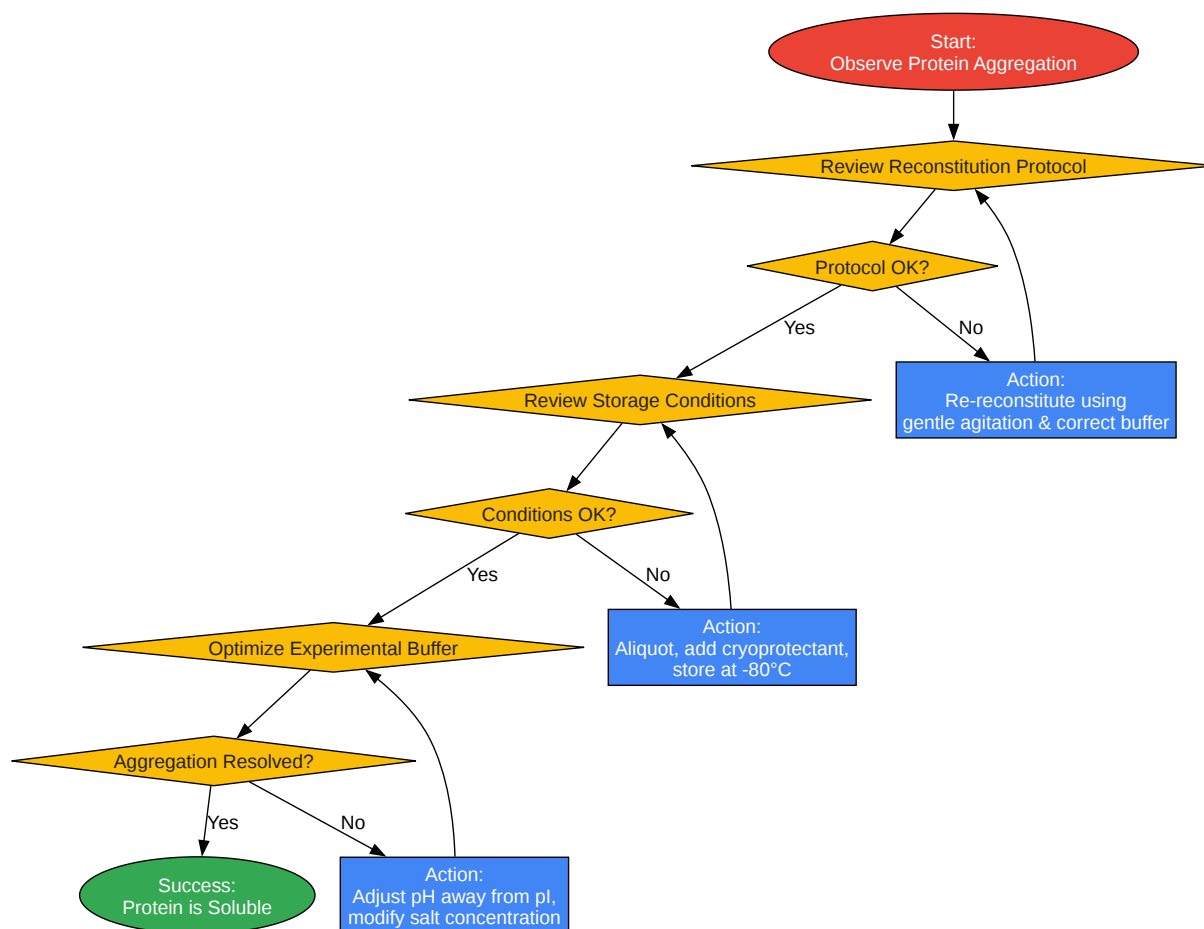 Start:
Observe Protein Aggregation
Review Reconstitution Protocol
Protocol OK?
Yes
No
Review Storage Conditions
Action:
Re-reconstitute using
gentle agitation & correct buffer
Conditions OK?
Yes
No
Optimize Experimental Buffer
Action:
Aliquot, add cryoprotectant,
store at -80°C
Aggregation Resolved?
Yes
No
Success:
Protein is Soluble
Action:
Adjust pH away from pI,
modify salt concentration